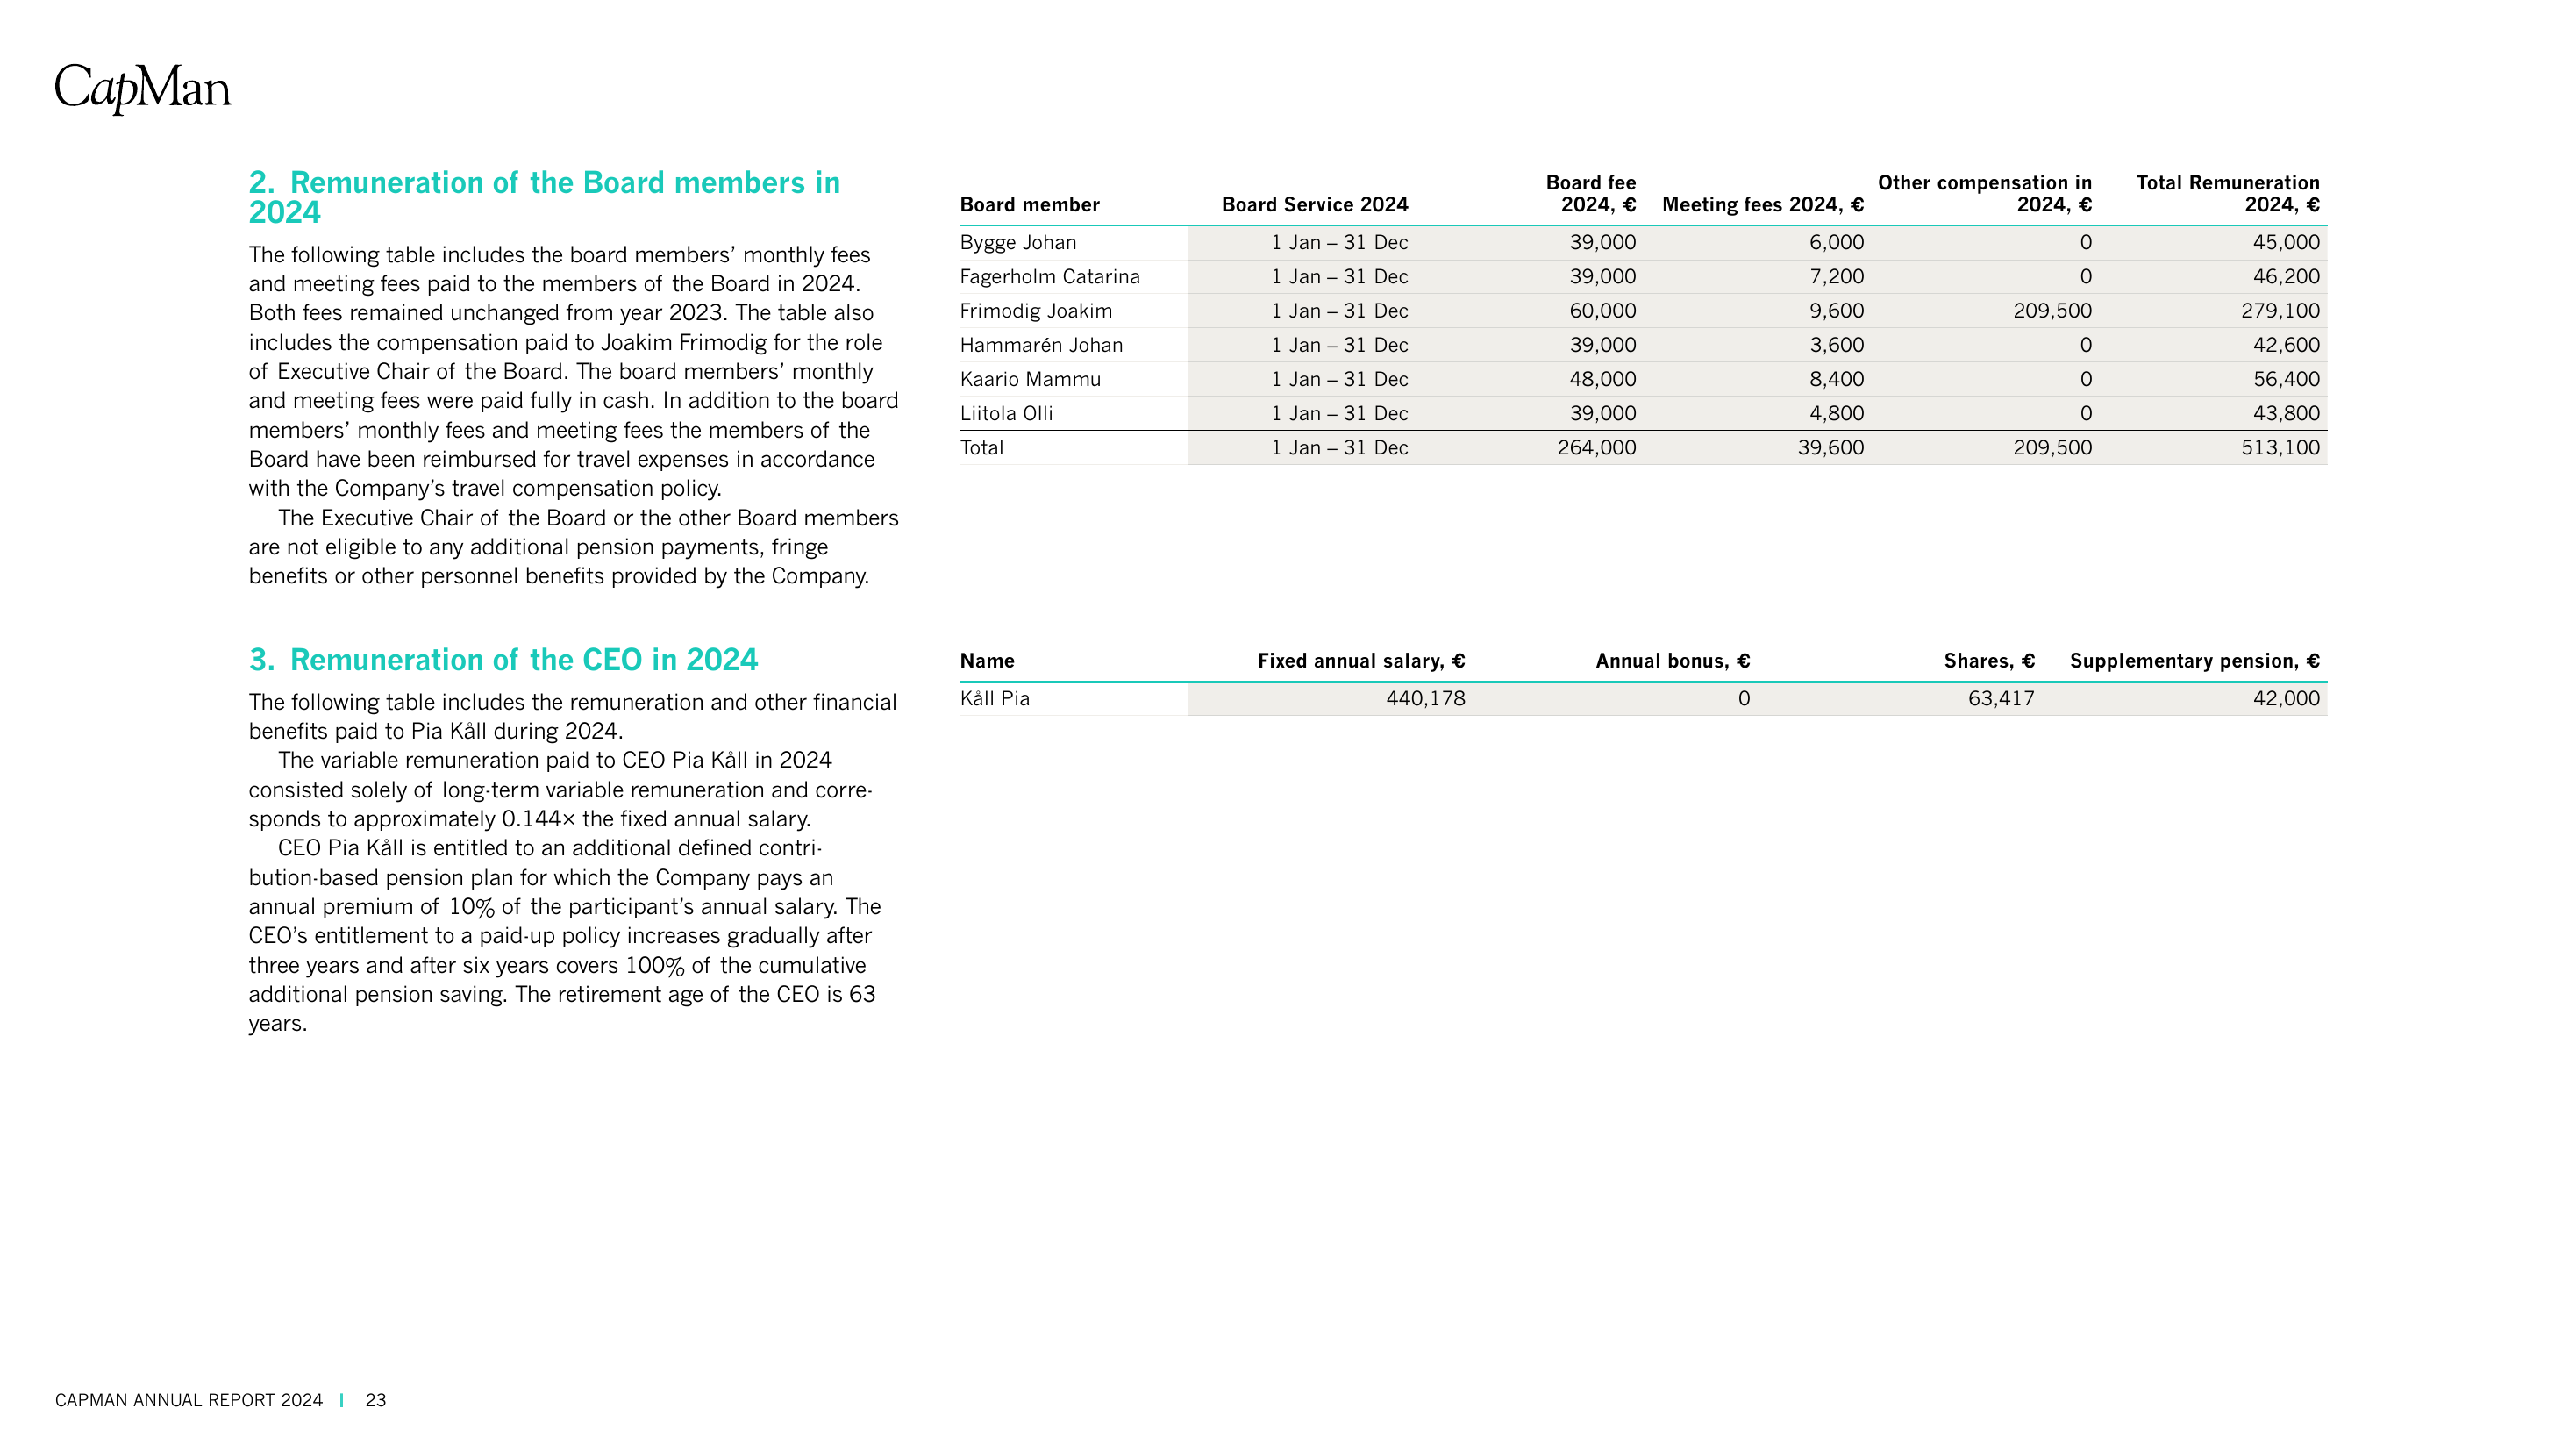 CapMan
2. Remuneration of the Board members in
2024
The following table includes the board members’ monthly fees
and meeting fees paid to the members of the Board in 2024.
Both fees remained unchanged from year 2023. The table also
includes the compensation paid to Joakim Frimodig for the role
of Executive Chair of the Board. The board members’ monthly
and meeting fees were paid fully in cash. In addition to the board
members’ monthly fees and meeting fees the members of the
Board have been reimbursed for travel expenses in accordance
with the Company’s travel compensation policy.
The Executive Chair of the Board or the other Board members
are not eligible to any additional pension payments, fringe
benefits or other personnel benefits provided by the Company.
Board member Board Service 2024 Board fee 2024, € Meeting fees 2024, € Other compensation in 2024, € Total Remuneration 2024, €
Bygge Johan 1 Jan – 31 Dec 39,000 6,000 0 45,000
Fagerholm Catarina 1 Jan – 31 Dec 39,000 7,200 0 46,200
Frimodig Joakim 1 Jan – 31 Dec 60,000 9,600 209,500 279,100
Hammarén Johan 1 Jan – 31 Dec 39,000 3,600 0 42,600
Kaario Mammu 1 Jan – 31 Dec 48,000 8,400 0 56,400
Liitola Olli 1 Jan – 31 Dec 39,000 4,800 0 43,800
Total 1 Jan – 31 Dec 264,000 39,600 209,500 513,100
3. Remuneration of the CEO in 2024
The following table includes the remuneration and other financial
benefits paid to Pia Kåll during 2024.
The variable remuneration paid to CEO Pia Kåll in 2024
consisted solely of long-term variable remuneration and corre-
sponds to approximately 0.144× the fixed annual salary.
CEO Pia Kåll is entitled to an additional defined contri-
bution-based pension plan for which the Company pays an
annual premium of 10% of the participant’s annual salary. The
CEO’s entitlement to a paid-up policy increases gradually after
three years and after six years covers 100% of the cumulative
additional pension saving. The retirement age of the CEO is 63
years.
Name Fixed annual salary, € Annual bonus, € Shares, € Supplementary pension, €
Kåll Pia 440,178 0 63,417 42,000
CAPMAN ANNUAL REPORT 2024 | 23